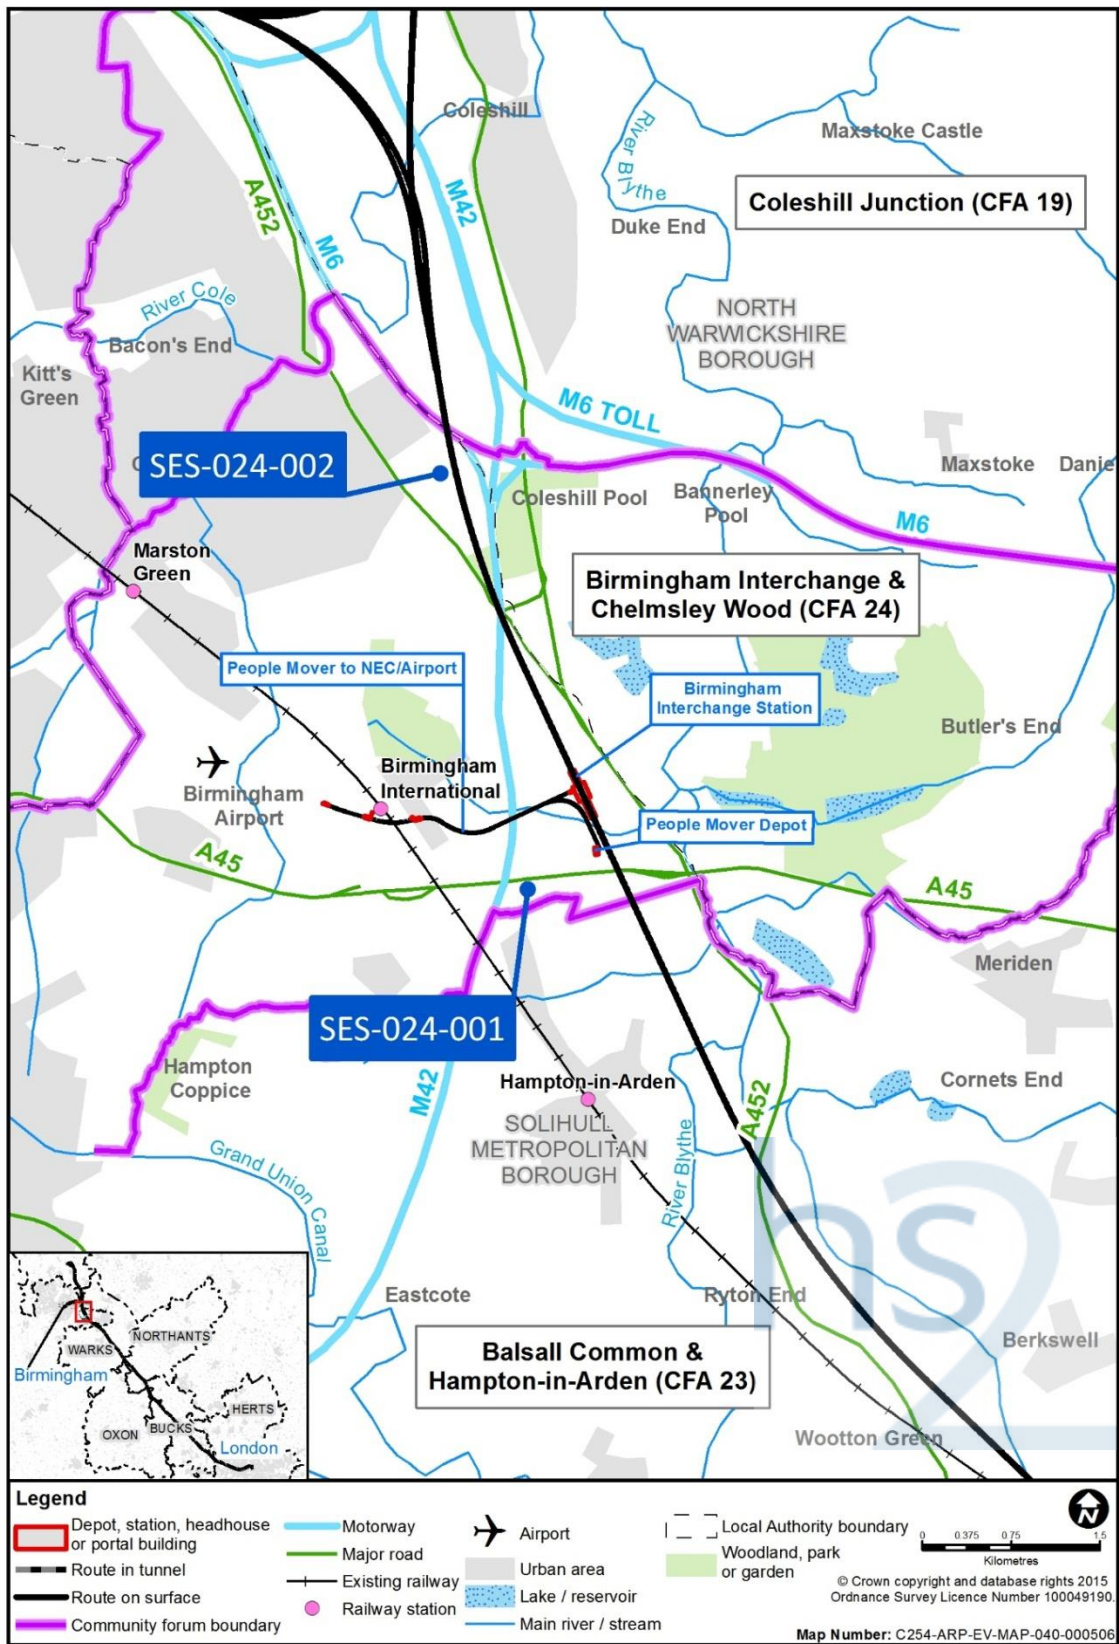 Coleshill
River
Blythe
Maxstoke Castle
Coleshill Junction (CFA 19)
Duke End
A452
M6
M42
NORTH
WARWICKSHIRE
BOROUGH
River Cole
Bacon's End
Kitt's
Green
M6 TOLL
SES-024-002
Maxstoke
Danie
Coleshill Pool
Bannerley
Pool
M6
Marston
Green
Birmingham Interchange &
Chelmsley Wood (CFA 24)
People Mover to NEC/Airport
Birmingham
Interchange Station
Butler's End
Birmingham
International
Birmingham
Airport
People Mover Depot
A45
A45
Meriden
SES-024-001
Hampton
Coppice
Hampton-in-Arden
Cornets End
M42
A452
SOLIHULL
METROPOLITAN
BOROUGH
River Blythe
Grand Union
Canal
hs2
Eastcote
Ryton End
Berkswell
Balsall Common &
Hampton-in-Arden (CFA 23)
Wootton Green
NORTHANTS
WARKS
Birmingham
HERTS
OXON
BUCKS
London
Legend
Depot, station, headhouse
or portal building
Route in tunnel
Route on surface
Community forum boundary
Motorway
Major road
Existing railway
Railway station
Airport
Urban area
Lake / reservoir
Main river / stream
Local Authority boundary
Woodland, park
or garden
N
0 0.375 0.75 1.5
Kilometres
© Crown copyright and database rights 2015
Ordnance Survey Licence Number 100049190.
Map Number: C254-ARP-EV-MAP-040-000506